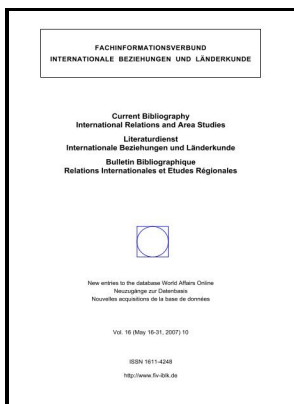 FACHINFORMATIONSVERBUND
INTERNATIONALE BEZIEHUNGEN UND LÄNDERKUNDE
Current Bibliography
International Relations and Area Studies
Literaturdienst
Internationale Beziehungen und Länderkunde
Bulletin Bibliographique
Relations Internationales et Etudes Régionales
New entries to the database World Affairs Online
Neuzugänge zur Datenbasis
Nouvelles acquisitions de la base de données
Vol. 16 (May 16-31, 2007) 10
ISSN 1611-4248
http://www.fiv-iblk.de